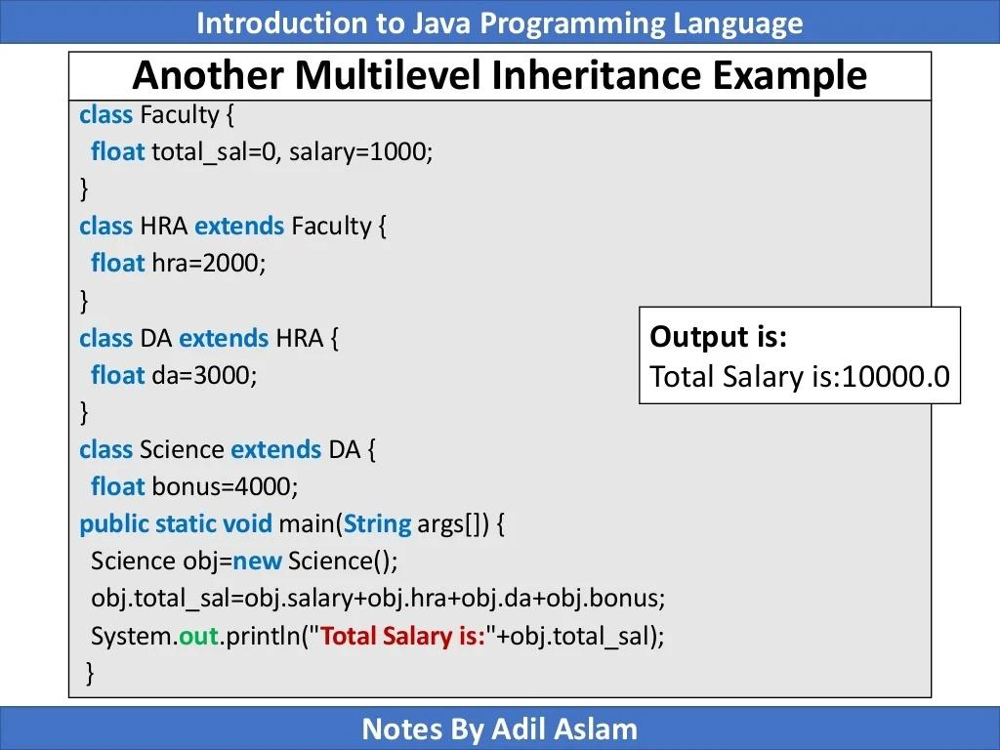 Introduction to Java Programming Language
Another Multilevel Inheritance Example
class Faculty {
float total_sal=0, salary=1000;
}
class HRA extends Faculty {
float hra=2000;
}
class DA extends HRA {
float da=3000;
}
class Science extends DA {
float bonus=4000;
public static void main(String args[]) {
Science obj=new Science();
obj.total_sal=obj.salary+obj.hra+obj.da+obj.bonus;
System.out.println("Total Salary is:"+obj.total_sal);
}
Output is:
Total Salary is:10000.0
Notes By Adil Aslam